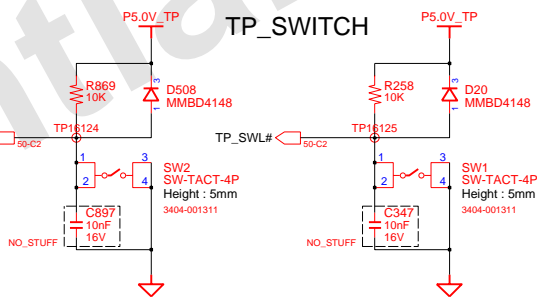 TP_SWITCH
P5.0V_TP
R869
10K
3
1
D508
MMBD4148
TP16124
50-C2
1
2
3
4
SW2
SW-TACT-4P
Height : 5mm
3404-001311
C897
10nF
16V
NO_STUFF
P5.0V_TP
R258
10K
3
1
D20
MMBD4148
TP16125
TP_SWL#
50-C2
1
2
3
4
SW1
SW-TACT-4P
Height : 5mm
3404-001311
C347
10nF
16V
NO_STUFF